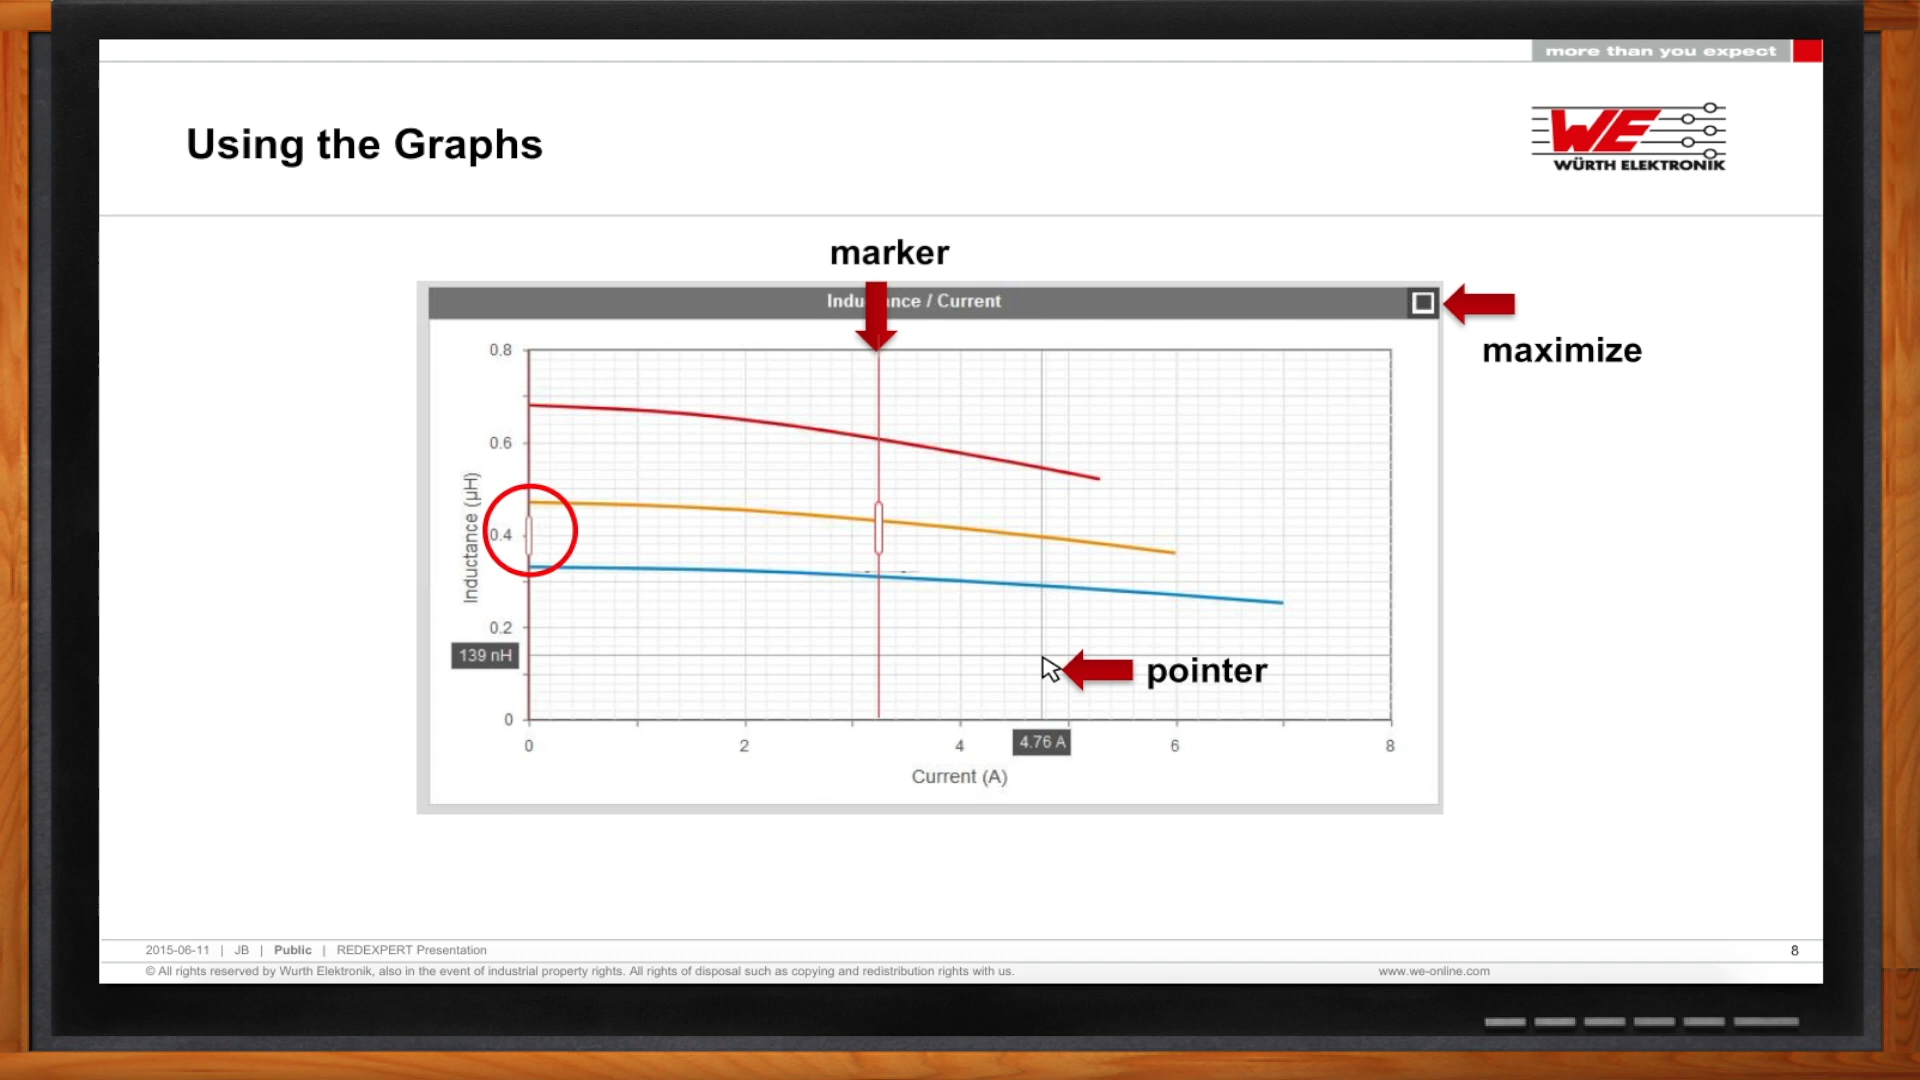 more than you expect
Using the Graphs
WE
WÜRTH ELEKTRONIK
marker
Inductance / Current
maximize
0.8
0.6
0.4
0.2
0
Inductance (µH)
139 nH
pointer
0
2
4
4.76 A
6
8
Current (A)
2015-06-11 | JB | Public | REDEXPERT Presentation
8
© All rights reserved by Wurth Elektronik, also in the event of industrial property rights. All rights of disposal such as copying and redistribution rights with us.
www.we-online.com